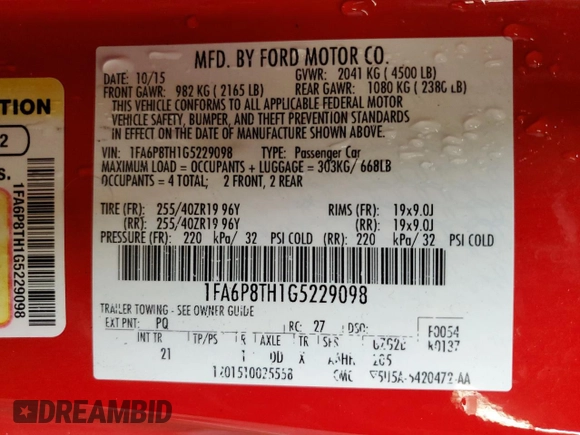 MFD. BY FORD MOTOR CO.
DATE: 10/15 GVWR: 2041 KG ( 4500 LB)
FRONT GAWR: 982 KG ( 2165 LB) REAR GAWR: 1080 KG ( 2380 LB)
THIS VEHICLE CONFORMS TO ALL APPLICABLE FEDERAL MOTOR
VEHICLE SAFETY, BUMPER, AND THEFT PREVENTION STANDARDS
IN EFFECT ON THE DATE OF MANUFACTURE SHOWN ABOVE.
VIN: 1FA6P8TH1G5229098 TYPE: Passenger Car
MAXIMUM LOAD = OCCUPANTS + LUGGAGE = 303KG/ 668LB
OCCUPANTS = 4 TOTAL; 2 FRONT, 2 REAR
TIRE (FR): 255/40ZR19 96Y RIMS (FR): 19x9.0J
(RR): 255/40ZR19 96Y (RR): 19x9.0J
PRESSURE (FR): 220 kPa/ 32 PSI COLD (RR): 220 kPa/ 32 PSI COLD
1FA6P8TH1G5229098
TRAILER TOWING - SEE OWNER GUIDE
EXT PNT: PQ RC: 27 DSO: F0054
INT TR TP/PS R AXLE TR K0137
21
TION
2
s.
1FA6P8TH1G5229098
DREAMBID